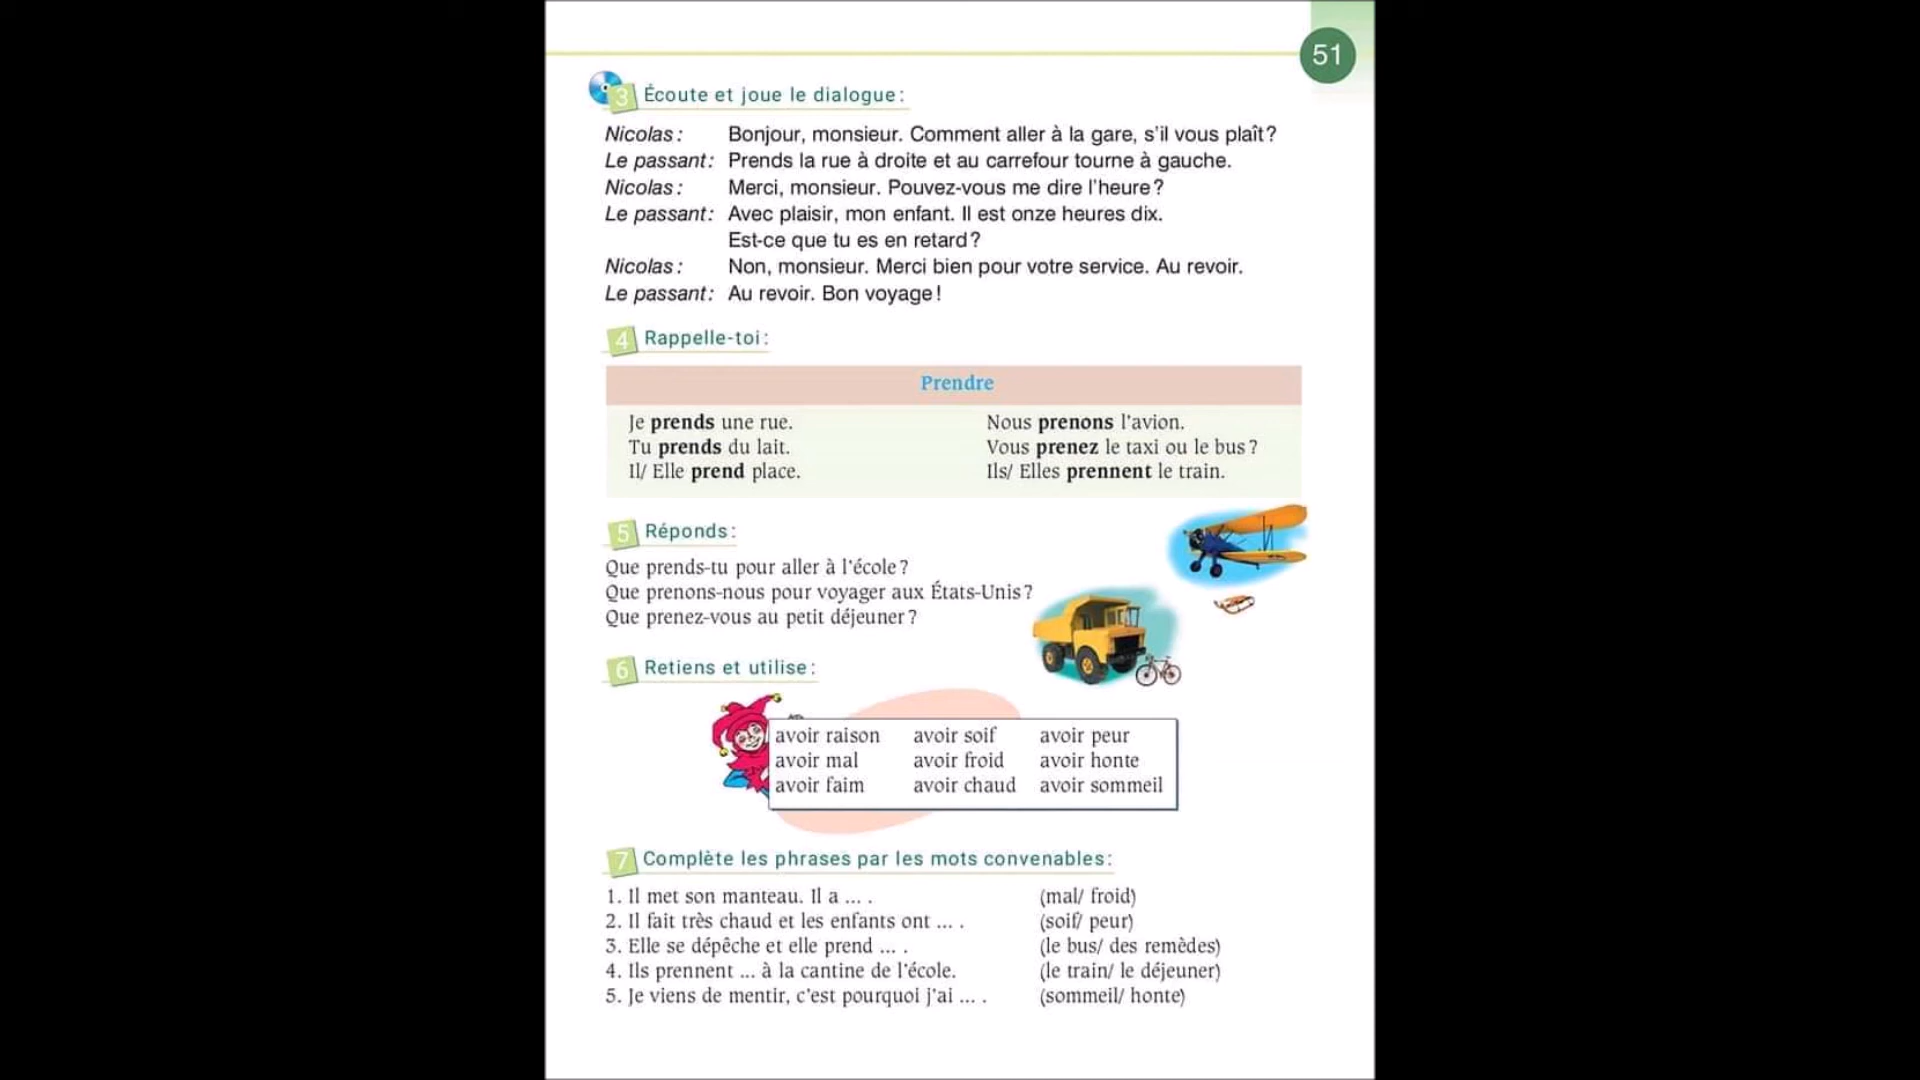 51
3 Écoute et joue le dialogue :
Nicolas : Bonjour, monsieur. Comment aller à la gare, s'il vous plaît ?
Le passant : Prends la rue à droite et au carrefour tourne à gauche.
Nicolas : Merci, monsieur. Pouvez-vous me dire l'heure ?
Le passant : Avec plaisir, mon enfant. Il est onze heures dix.
Est-ce que tu es en retard ?
Nicolas : Non, monsieur. Merci bien pour votre service. Au revoir.
Le passant : Au revoir. Bon voyage !
4 Rappelle-toi :
Prendre
Je prends une rue. Nous prenons l'avion.
Tu prends du lait. Vous prenez le taxi ou le bus ?
Il/ Elle prend place. Ils/ Elles prennent le train.
5 Réponds :
Que prends-tu pour aller à l'école ?
Que prenons-nous pour voyager aux États-Unis ?
Que prenez-vous au petit déjeuner ?
6 Retiens et utilise :
avoir raison avoir soif avoir peur
avoir mal avoir froid avoir honte
avoir faim avoir chaud avoir sommeil
7 Complète les phrases par les mots convenables :
1. Il met son manteau. Il a ... . (mal/ froid)
2. Il fait très chaud et les enfants ont ... . (soif/ peur)
3. Elle se dépêche et elle prend ... . (le bus/ des remèdes)
4. Ils prennent ... à la cantine de l'école. (le train/ le déjeuner)
5. Je viens de mentir, c'est pourquoi j'ai ... . (sommeil/ honte)